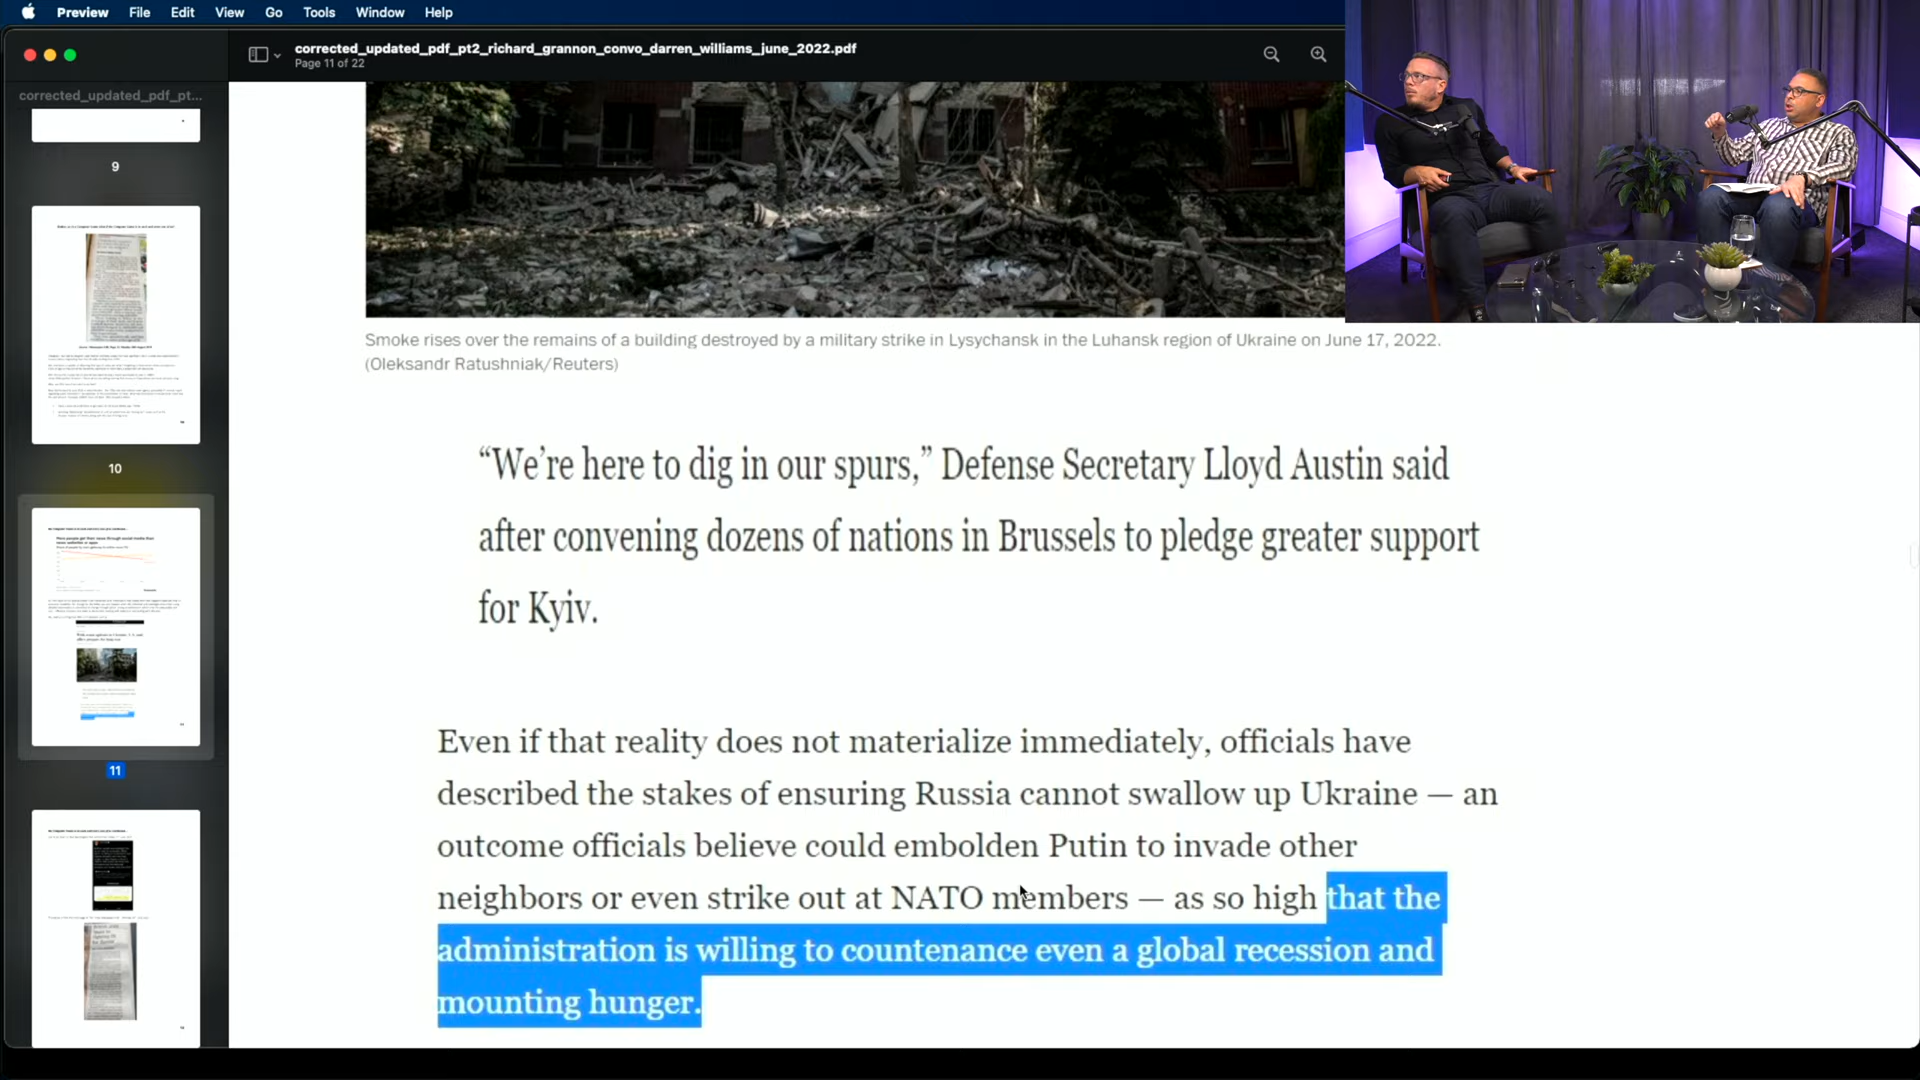 Preview File Edit View Go Tools Window Help
corrected_updated_pdf_pt2_richard_grannon_convo_darren_williams_june_2022.pdf
Page 11 of 22
corrected_updated_pdf_pt...
9
10
11
Smoke rises over the remains of a building destroyed by a military strike in Lysychansk in the Luhansk region of Ukraine on June 17, 2022.
(Oleksandr Ratushniak/Reuters)
“We’re here to dig in our spurs,” Defense Secretary Lloyd Austin said
after convening dozens of nations in Brussels to pledge greater support
for Kyiv.
Even if that reality does not materialize immediately, officials have
described the stakes of ensuring Russia cannot swallow up Ukraine — an
outcome officials believe could embolden Putin to invade other
neighbors or even strike out at NATO members — as so high that the
administration is willing to countenance even a global recession and
mounting hunger.